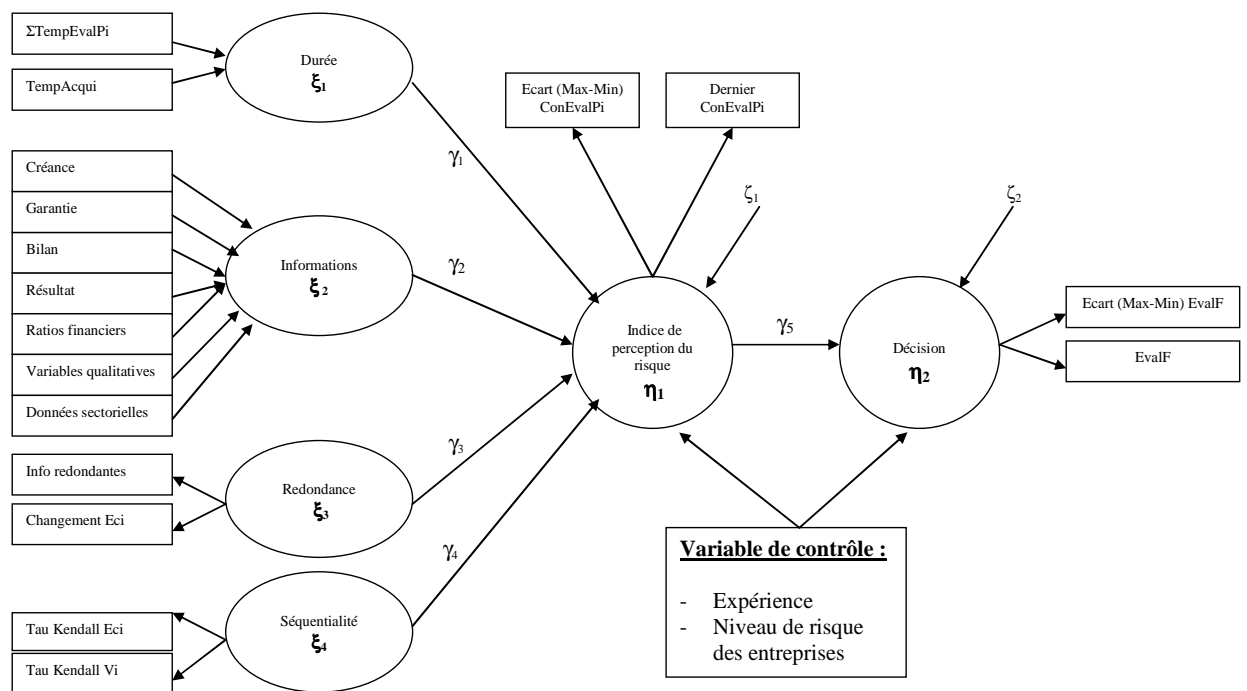 ΣTempEvalPi
TempAcqui
Durée
ξ1
Ecart (Max-Min)
ConEvalPi
Dernier
ConEvalPi
γ1
ζ1
ζ2
Créance
Garantie
Bilan
Résultat
Ratios financiers
Variables qualitatives
Données sectorielles
Informations
ξ2
γ2
Indice de
perception du
risque
η1
γ5
Décision
η2
Ecart (Max-Min) EvalF
EvalF
Info redondantes
Changement Eci
Redondance
ξ3
γ3
Tau Kendall Eci
Tau Kendall Vi
Séquentialité
ξ4
γ4
Variable de contrôle :
- Expérience
- Niveau de risque
des entreprises